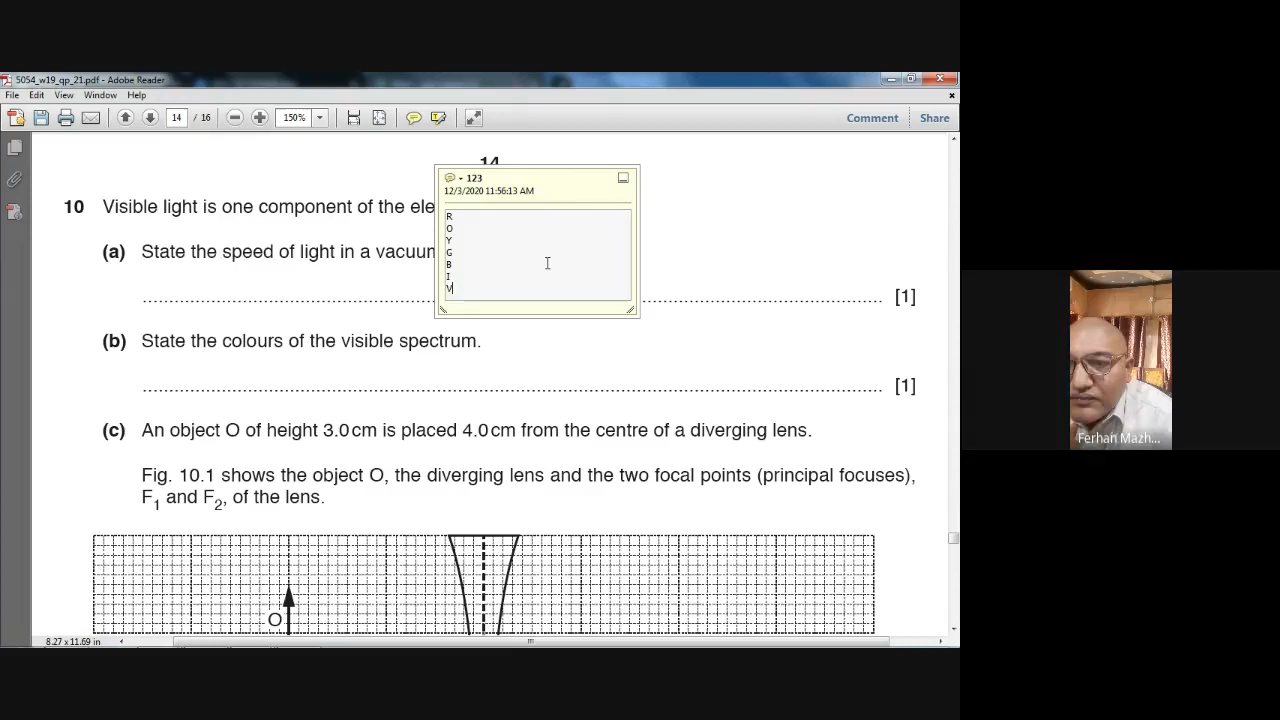 5054_w19_qp_21.pdf - Adobe Reader
File Edit View Window Help
14 / 16 150% Comment Share
14
123
12/3/2020 11:56:13 AM
R
O
Y
G
B
I
V
10 Visible light is one component of the ele
(a) State the speed of light in a vacuum
[1]
(b) State the colours of the visible spectrum.
[1]
(c) An object O of height 3.0 cm is placed 4.0 cm from the centre of a diverging lens.
Fig. 10.1 shows the object O, the diverging lens and the two focal points (principal focuses),
F1 and F2, of the lens.
O
8.27 x 11.69 in
Ferhan Mazh...